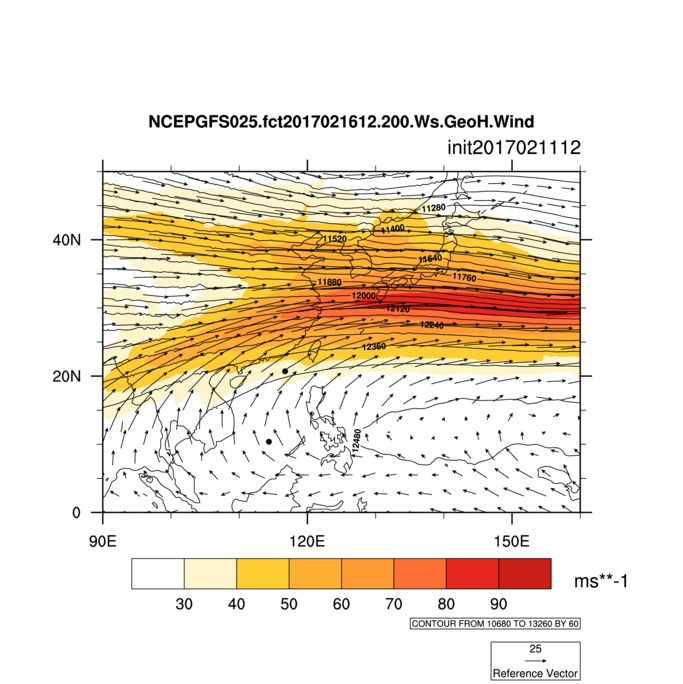 NCEPGFS025.fct2017021612.200.Ws.GeoH.Wind
init2017021112
11280
11400
40N
11520
11640
11760
11880
12000
12120
12240
12360
20N
12480
0
90E 120E 150E
ms**-1
30 40 50 60 70 80 90
CONTOUR FROM 10680 TO 13260 BY 60
25
Reference Vector